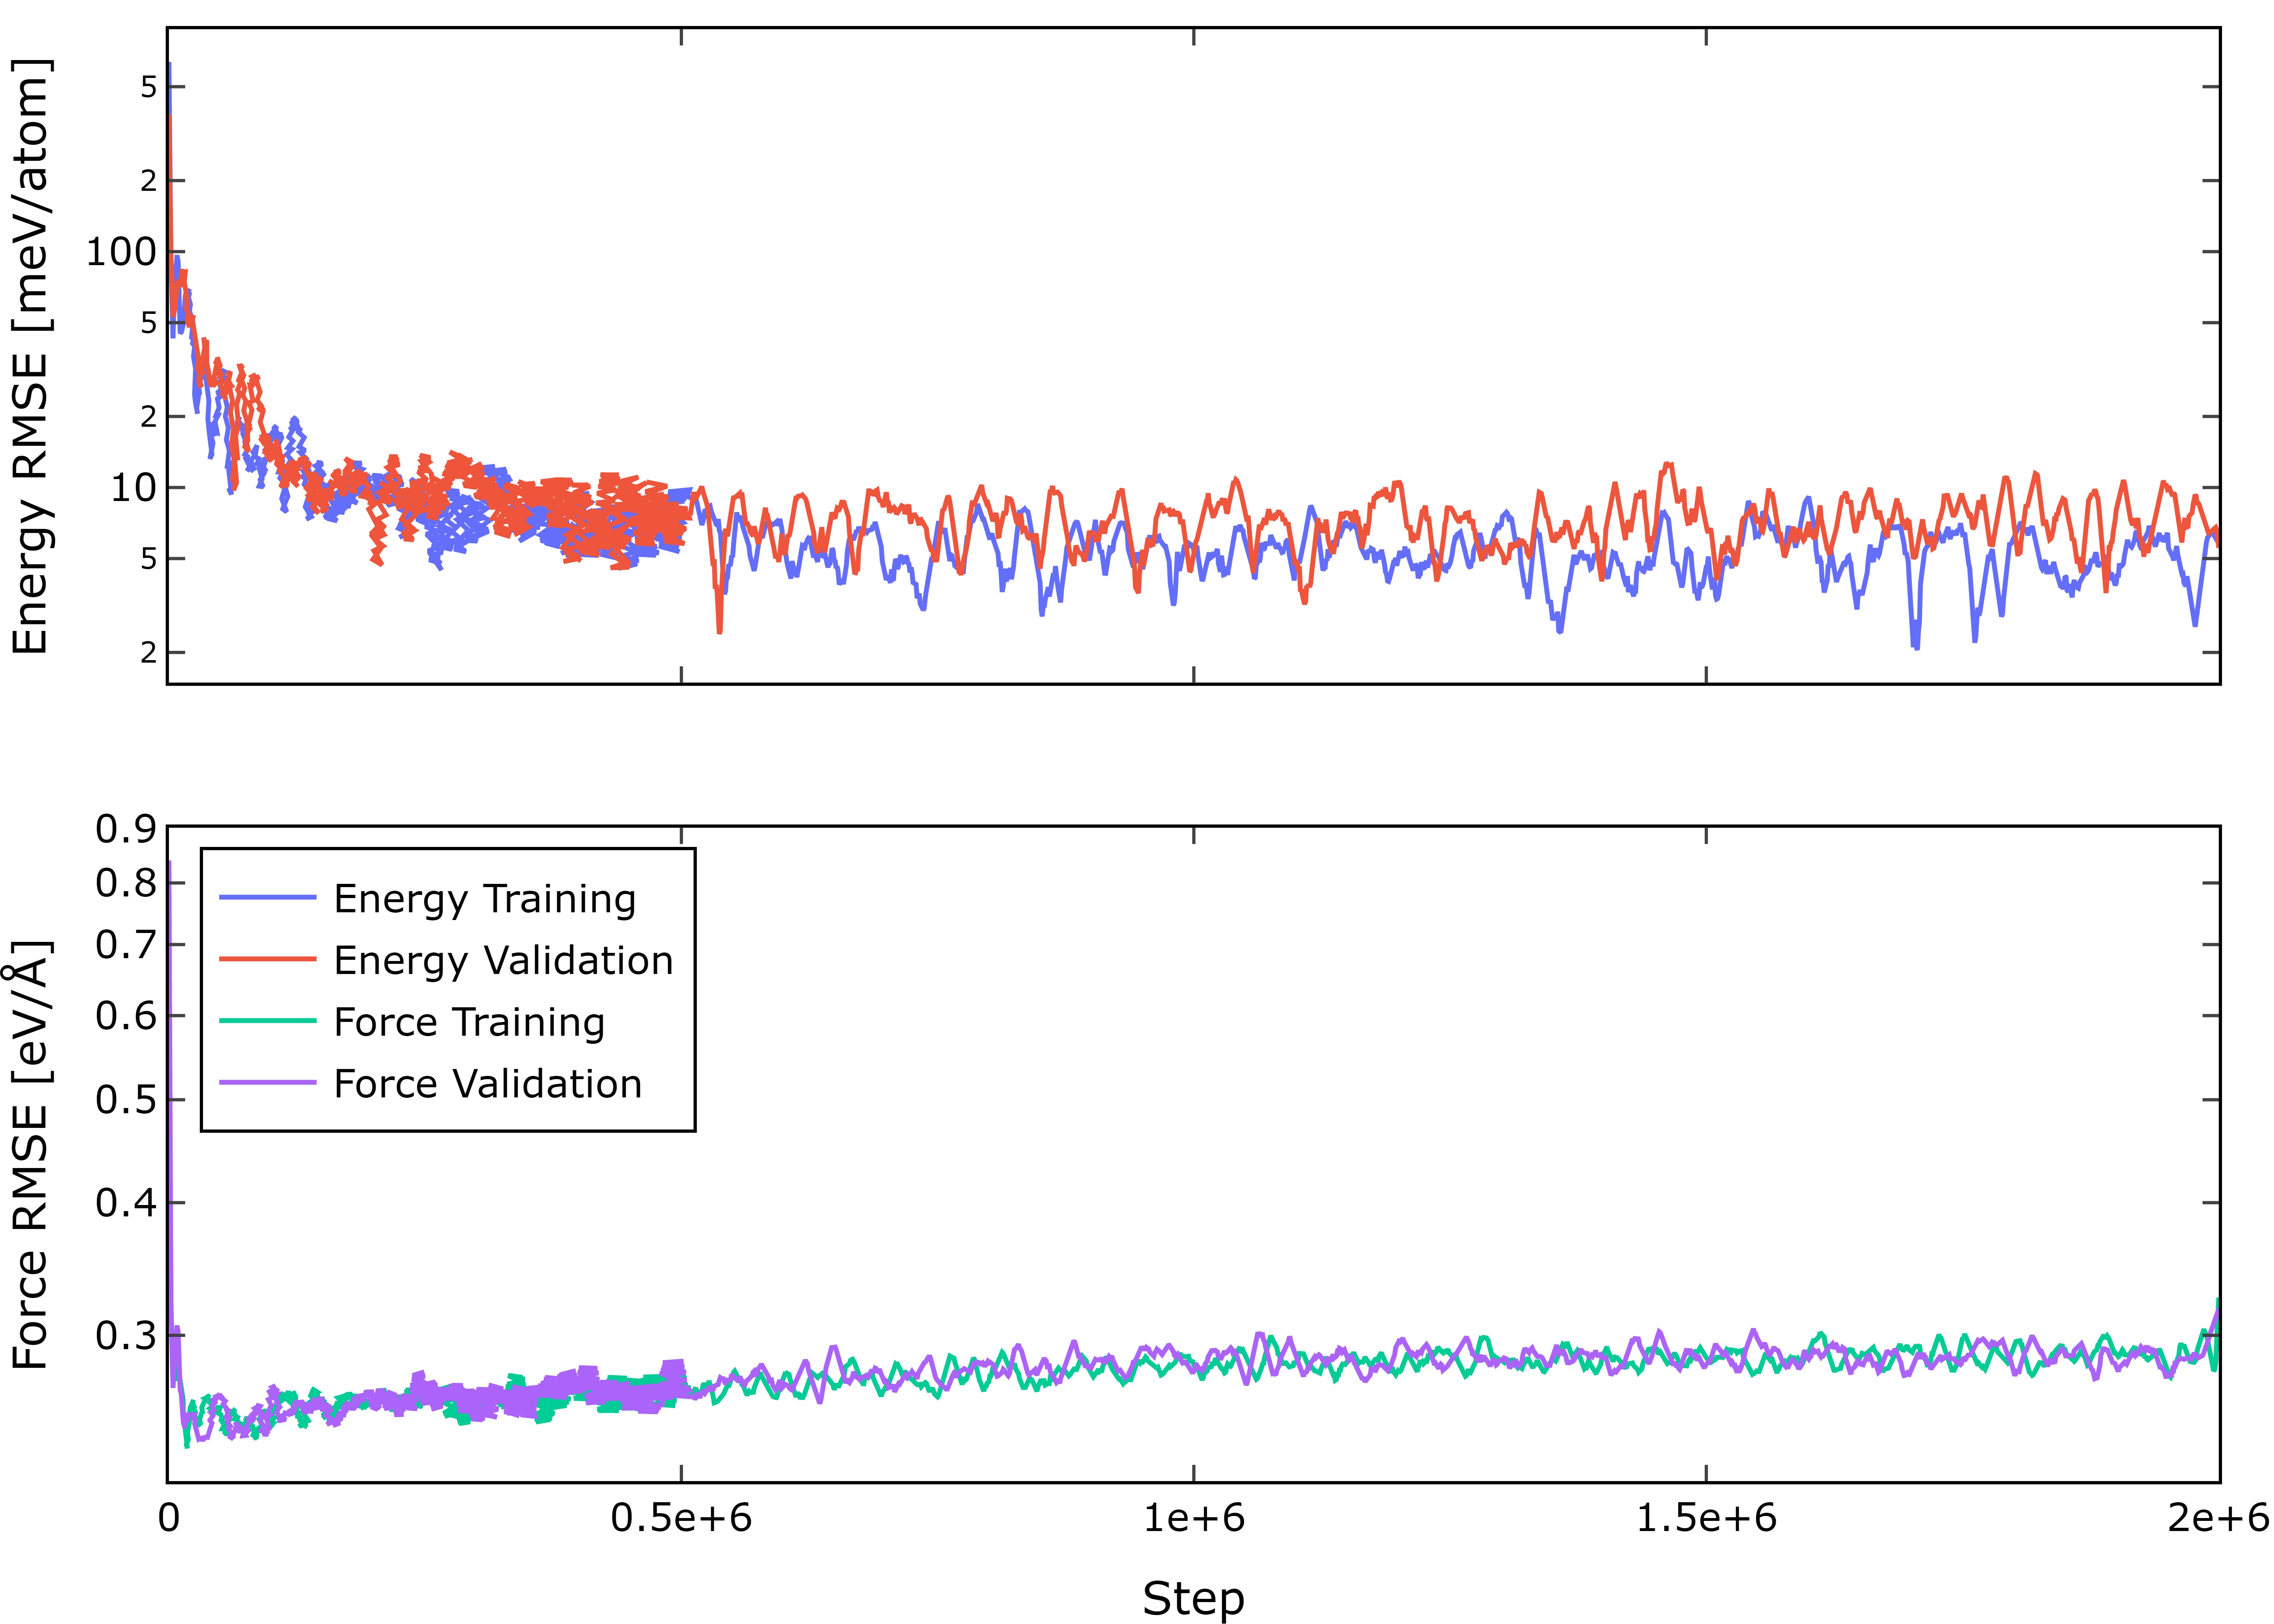 Energy RMSE [meV/atom]
5
2
100
5
2
10
5
2
Force RMSE [eV/Å]
0.9
0.8
0.7
0.6
0.5
0.4
0.3
Energy Training
Energy Validation
Force Training
Force Validation
0 0.5e+6 1e+6 1.5e+6 2e+6
Step